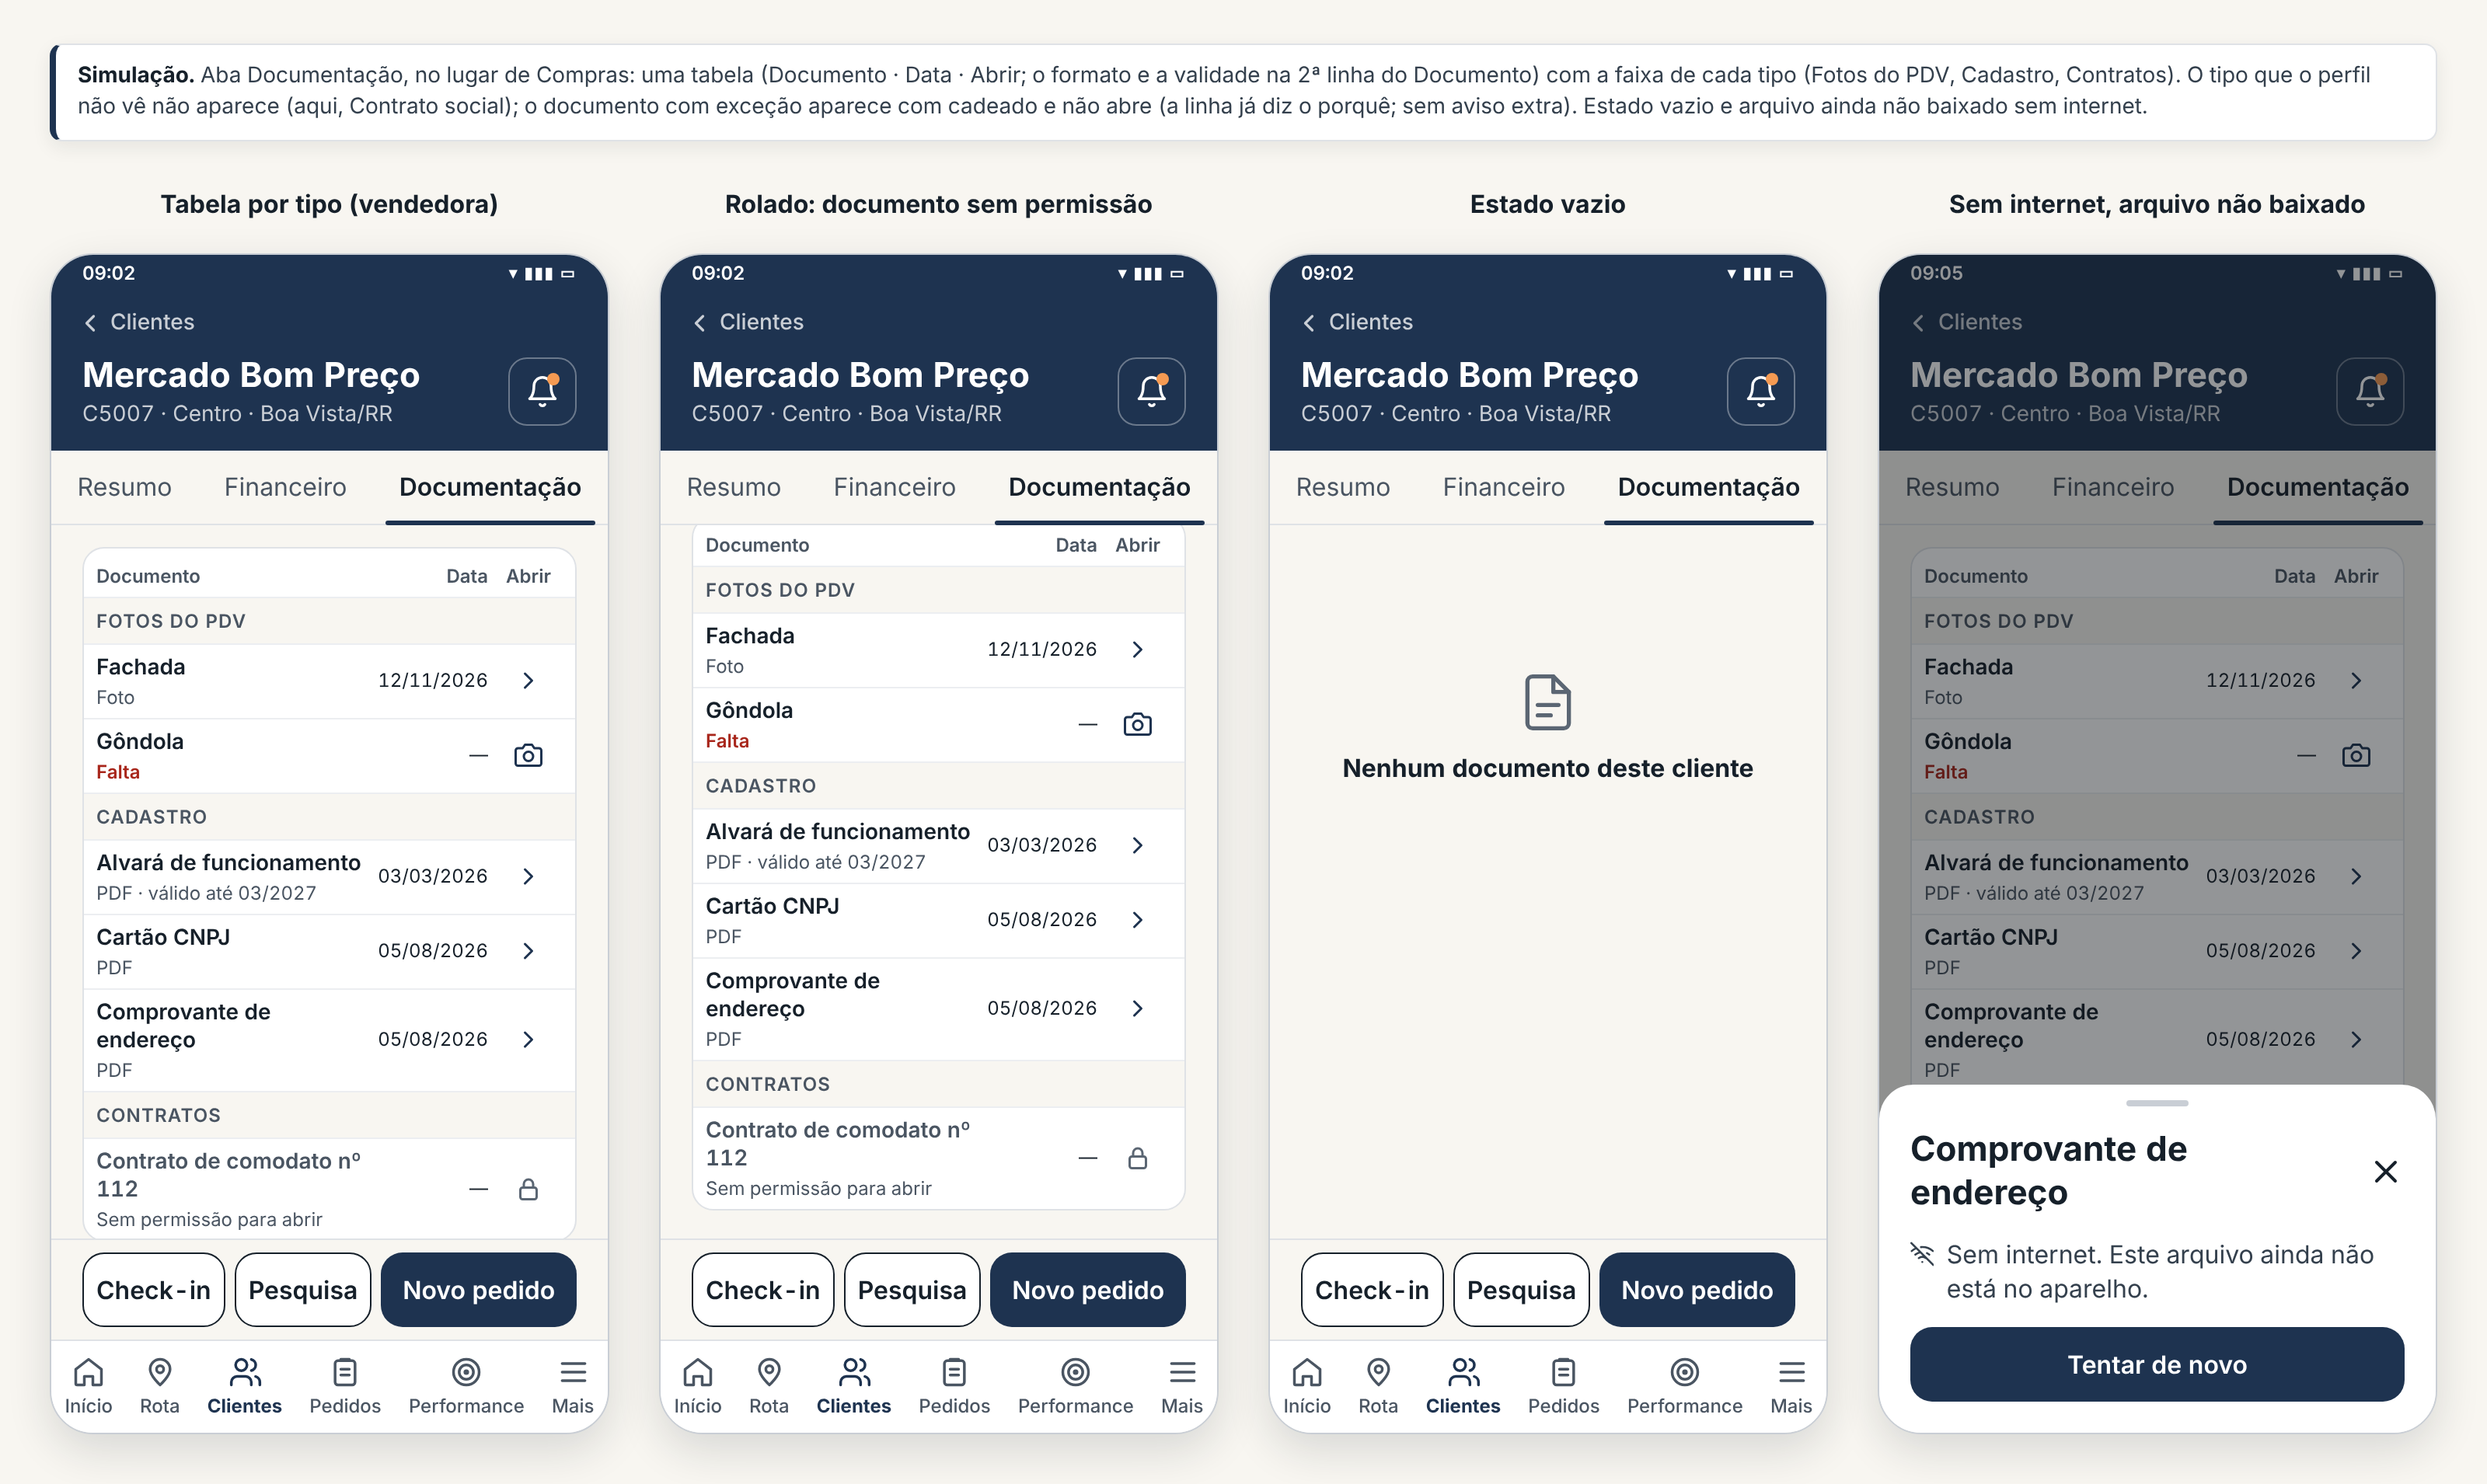 Simulação. Aba Documentação, no lugar de Compras: uma tabela (Documento · Data · Abrir; o formato e a validade na 2ª linha do Documento) com a faixa de cada tipo (Fotos do PDV, Cadastro, Contratos). O tipo que o perfil
não vê não aparece (aqui, Contrato social); o documento com exceção aparece com cadeado e não abre (a linha já diz o porquê; sem aviso extra). Estado vazio e arquivo ainda não baixado sem internet.
Tabela por tipo (vendedora)
09:02
Clientes
Mercado Bom Preço
C5007 · Centro · Boa Vista/RR
Resumo Financeiro Documentação
Documento Data Abrir
FOTOS DO PDV
Fachada
12/11/2026
Foto
Gôndola
—
Falta
CADASTRO
Alvará de funcionamento
03/03/2026
PDF · válido até 03/2027
Cartão CNPJ
05/08/2026
PDF
Comprovante de
endereço
05/08/2026
PDF
CONTRATOS
Contrato de comodato nº
112
—
Sem permissão para abrir
Check-in Pesquisa Novo pedido
Início Rota Clientes Pedidos Performance Mais
Rolado: documento sem permissão
09:02
Clientes
Mercado Bom Preço
C5007 · Centro · Boa Vista/RR
Resumo Financeiro Documentação
Documento Data Abrir
FOTOS DO PDV
Fachada
12/11/2026
Foto
Gôndola
—
Falta
CADASTRO
Alvará de funcionamento
03/03/2026
PDF · válido até 03/2027
Cartão CNPJ
05/08/2026
PDF
Comprovante de
endereço
05/08/2026
PDF
CONTRATOS
Contrato de comodato nº
112
—
Sem permissão para abrir
Check-in Pesquisa Novo pedido
Início Rota Clientes Pedidos Performance Mais
Estado vazio
09:02
Clientes
Mercado Bom Preço
C5007 · Centro · Boa Vista/RR
Resumo Financeiro Documentação
Nenhum documento deste cliente
Check-in Pesquisa Novo pedido
Início Rota Clientes Pedidos Performance Mais
Sem internet, arquivo não baixado
09:05
Clientes
Mercado Bom Preço
C5007 · Centro · Boa Vista/RR
Resumo Financeiro Documentação
Documento Data Abrir
FOTOS DO PDV
Fachada
12/11/2026
Foto
Gôndola
—
Falta
CADASTRO
Alvará de funcionamento
03/03/2026
PDF · válido até 03/2027
Cartão CNPJ
05/08/2026
PDF
Comprovante de
endereço
05/08/2026
PDF
Comprovante de
endereço
Sem internet. Este arquivo ainda não
está no aparelho.
Tentar de novo